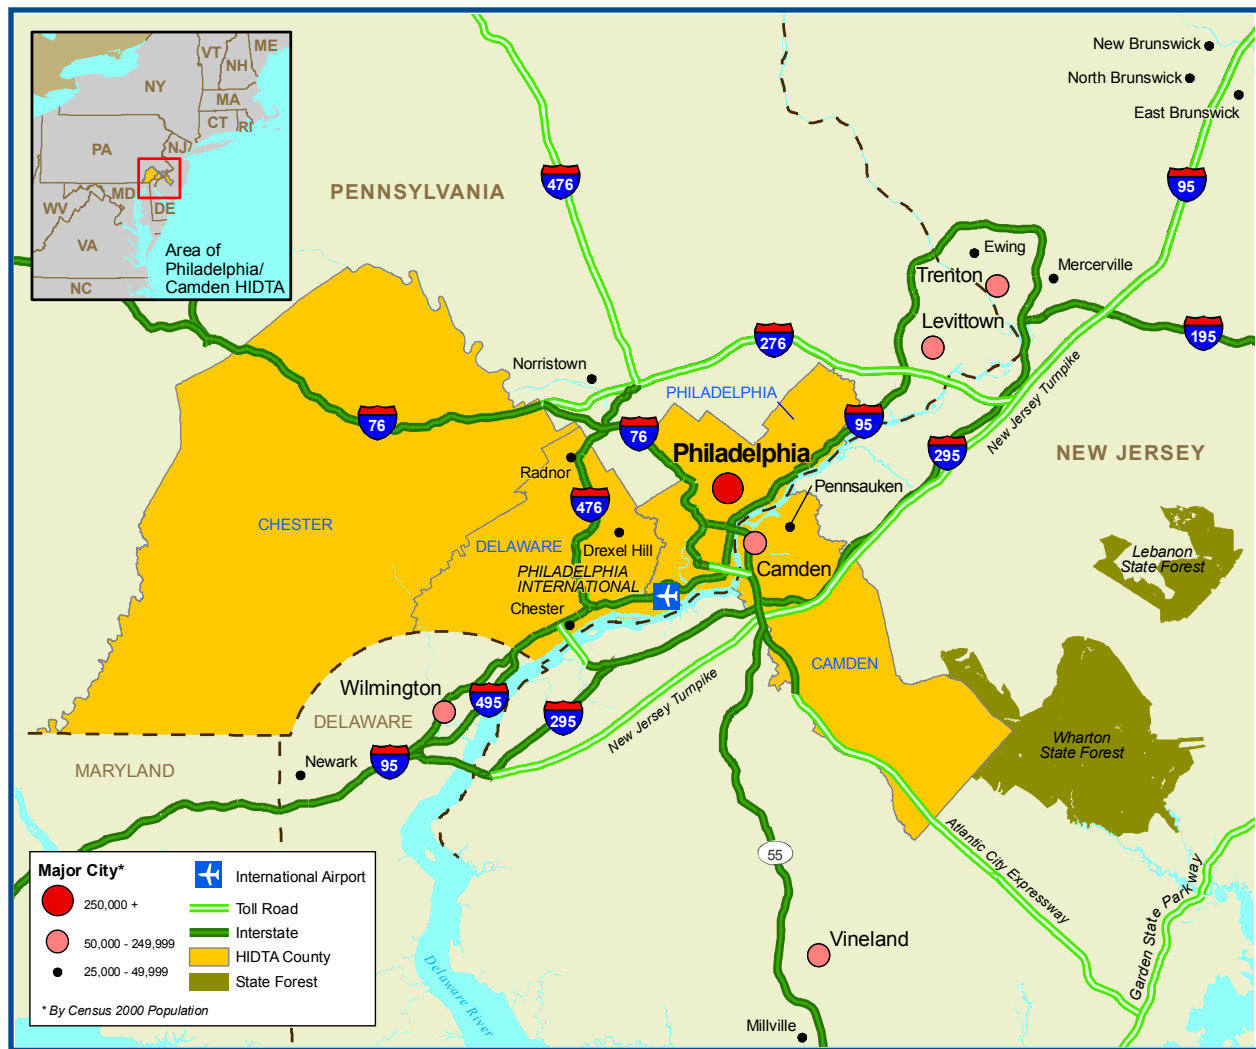 VT
ME
NH
NY
MA
CT
RI
PA
NJ
MD
WV
DE
VA
NC
Area of
Philadelphia/
Camden HIDTA
New Brunswick
North Brunswick
East Brunswick
476
95
PENNSYLVANIA
Ewing
Mercerville
Trenton
Levittown
195
276
Norristown
PHILADELPHIA
New Jersey Turnpike
76
76
95
295
NEW JERSEY
Philadelphia
Radnor
Pennsauken
476
CHESTER
DELAWARE
Drexel Hill
PHILADELPHIA
INTERNATIONAL
Camden
Lebanon
State Forest
Chester
CAMDEN
Wilmington
495
DELAWARE
295
New Jersey Turnpike
Wharton
State Forest
MARYLAND
Newark
95
55
Atlantic City Expressway
Garden State Parkway
Vineland
Delaware River
Millville
Major City*
250,000 +
50,000 - 249,999
25,000 - 49,999
* By Census 2000 Population
International Airport
Toll Road
Interstate
HIDTA County
State Forest